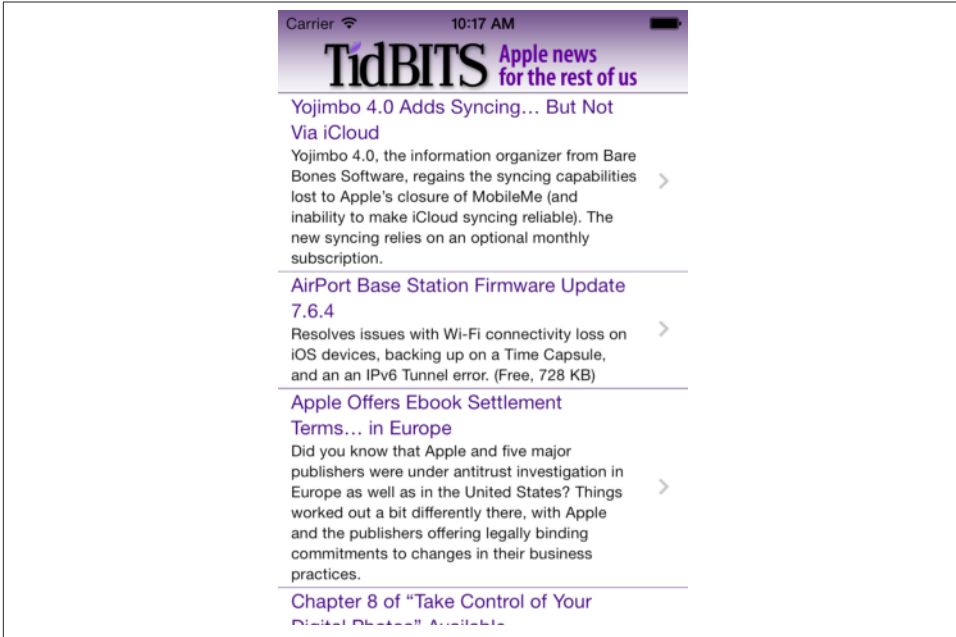 Carrier 10:17 AM
TidBITS Apple news
for the rest of us
Yojimbo 4.0 Adds Syncing… But Not
Via iCloud
Yojimbo 4.0, the information organizer from Bare
Bones Software, regains the syncing capabilities
lost to Apple’s closure of MobileMe (and
inability to make iCloud syncing reliable). The
new syncing relies on an optional monthly
subscription.
AirPort Base Station Firmware Update
7.6.4
Resolves issues with Wi-Fi connectivity loss on
iOS devices, backing up on a Time Capsule,
and an an IPv6 Tunnel error. (Free, 728 KB)
Apple Offers Ebook Settlement
Terms… in Europe
Did you know that Apple and five major
publishers were under antitrust investigation in
Europe as well as in the United States? Things
worked out a bit differently there, with Apple
and the publishers offering legally binding
commitments to changes in their business
practices.
Chapter 8 of “Take Control of Your
Digital Photos” Available